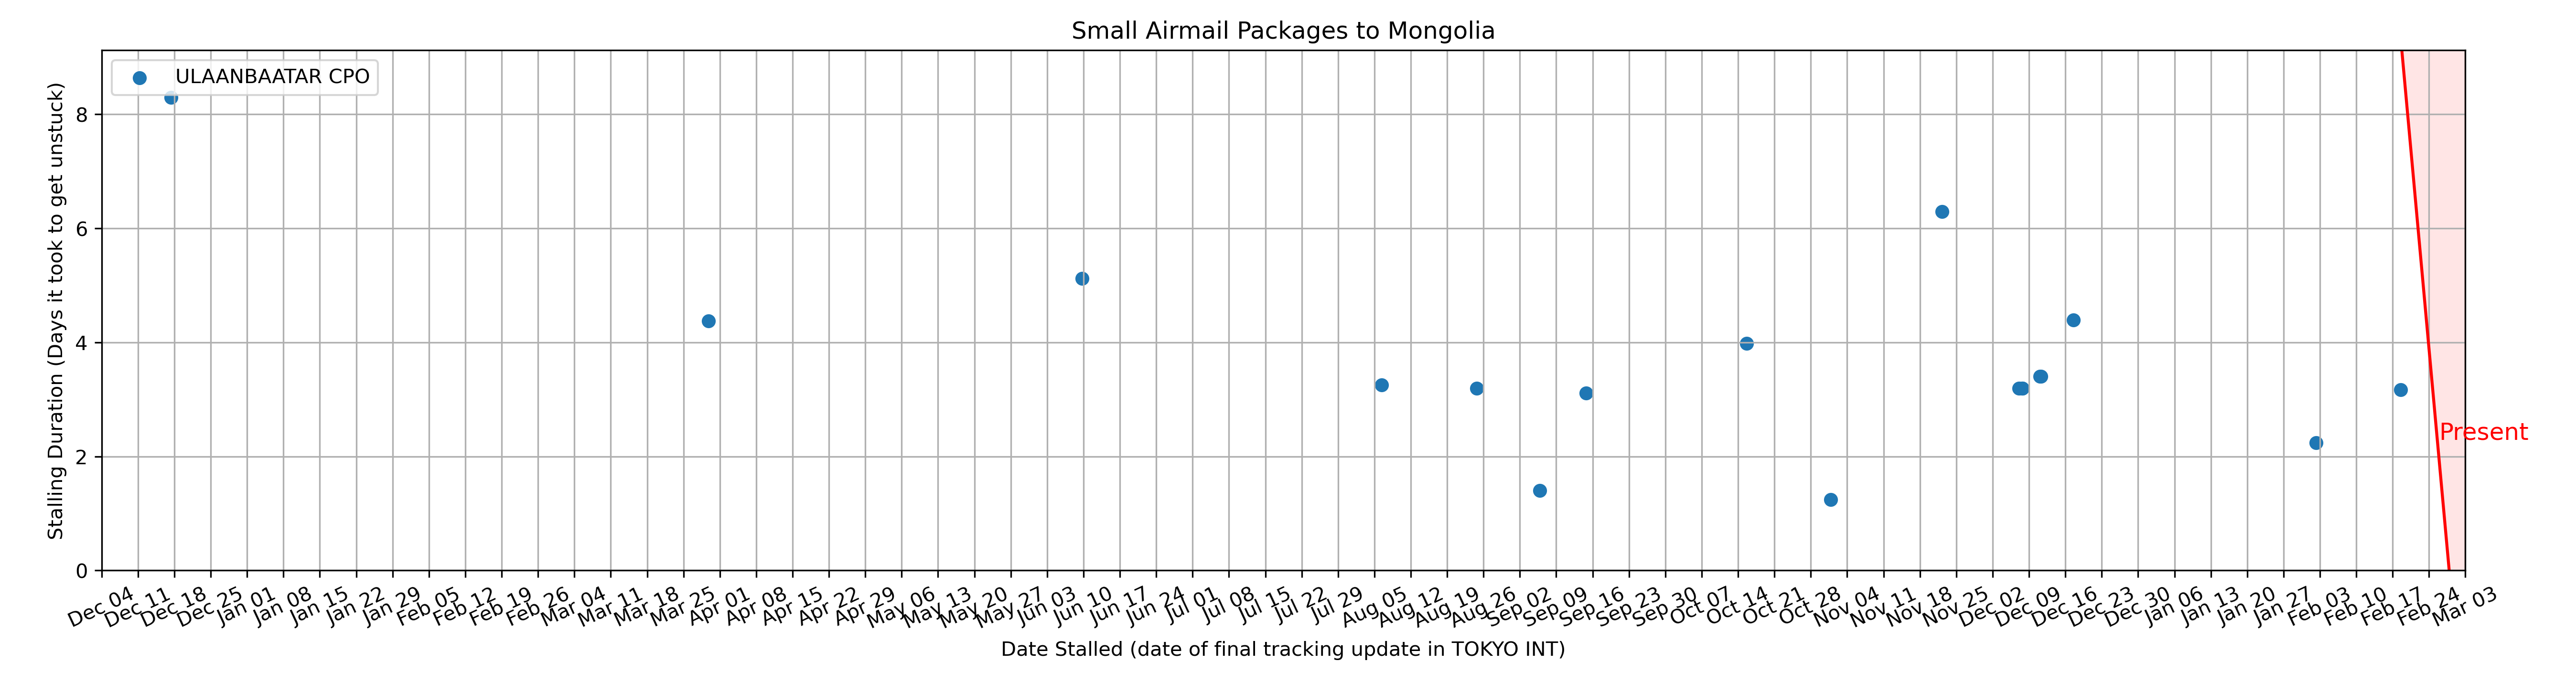 Small Airmail Packages to Mongolia
ULAANBAATAR CPO
Stalling Duration (Days it took to get unstuck)
8
6
4
2
0
Present
Dec 04
Dec 11
Dec 18
Dec 25
Jan 01
Jan 08
Jan 15
Jan 22
Jan 29
Feb 05
Feb 12
Feb 19
Feb 26
Mar 04
Mar 11
Mar 18
Mar 25
Apr 01
Apr 08
Apr 15
Apr 22
Apr 29
May 06
May 13
May 20
May 27
Jun 03
Jun 10
Jun 17
Jun 24
Jul 01
Jul 08
Jul 15
Jul 22
Jul 29
Aug 05
Aug 12
Aug 19
Aug 26
Sep 02
Sep 09
Sep 16
Sep 23
Sep 30
Oct 07
Oct 14
Oct 21
Oct 28
Nov 04
Nov 11
Nov 18
Nov 25
Dec 02
Dec 09
Dec 16
Dec 23
Dec 30
Jan 06
Jan 13
Jan 20
Jan 27
Feb 03
Feb 10
Feb 17
Feb 24
Mar 03
Date Stalled (date of final tracking update in TOKYO INT)